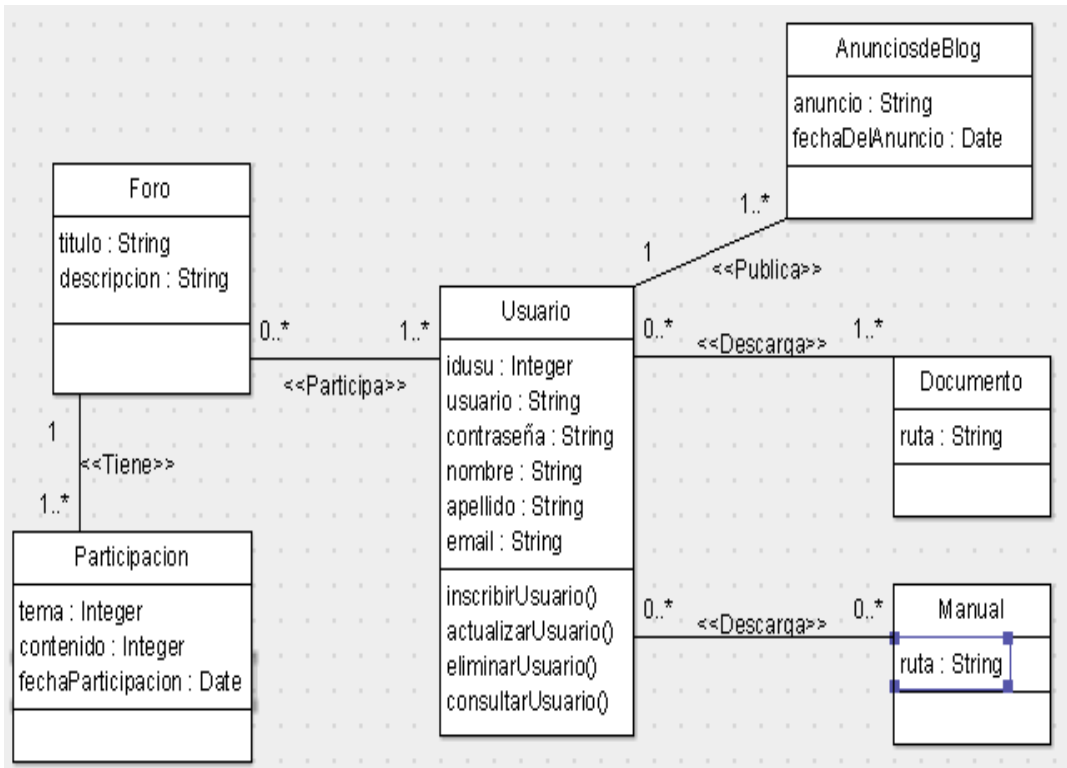 AnunciosdeBlog
anuncio : String
fechaDelAnuncio : Date
1..*
1
<<Publica>>
Foro
titulo : String
descripcion : String
0..*
1..*
<<Participa>>
Usuario
idusu : Integer
usuario : String
contraseña : String
nombre : String
apellido : String
email : String
inscribirUsuario()
actualizarUsuario()
eliminarUsuario()
consultarUsuario()
0..*
1..*
<<Descarga>>
Documento
ruta : String
1
<<Tiene>>
1..*
Participacion
tema : Integer
contenido : Integer
fechaParticipacion : Date
0..*
<<Descarga>>
0..*
Manual
ruta : String